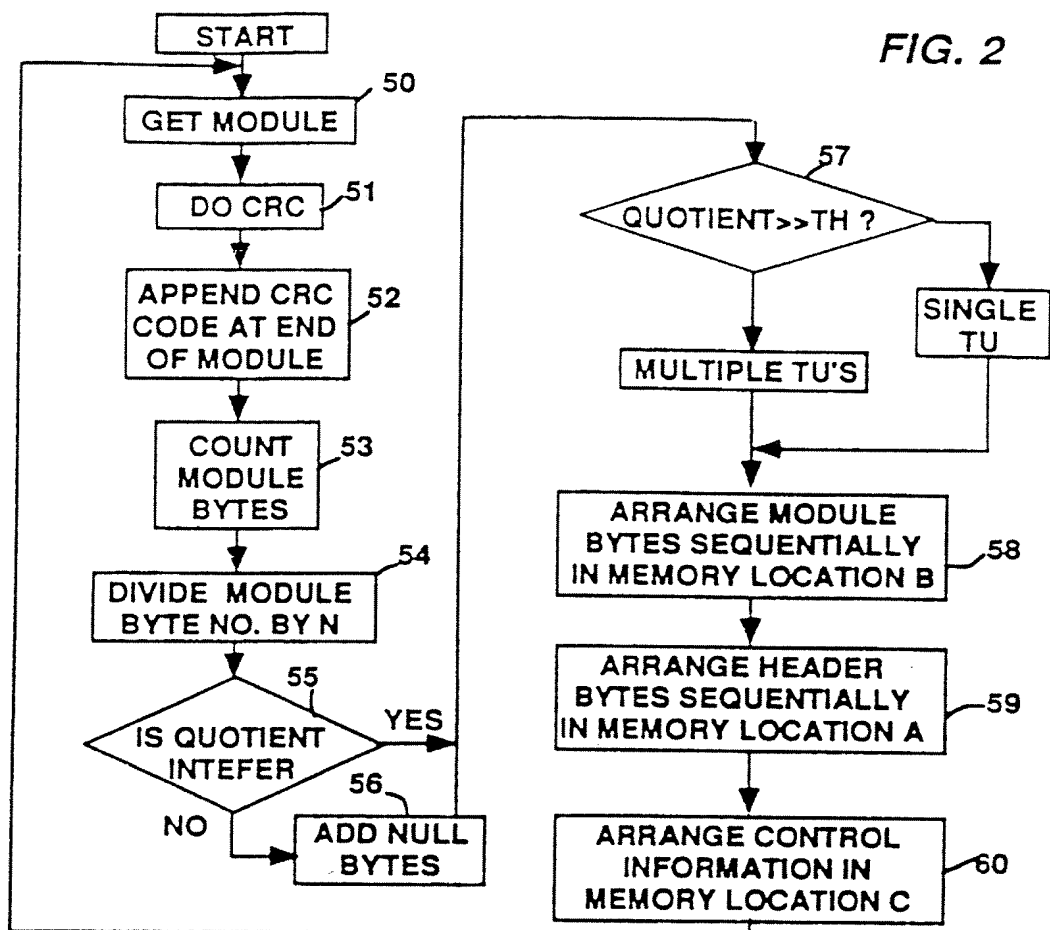 FIG. 2
START
50
GET MODULE
51
DO CRC
52
APPEND CRC
CODE AT END
OF MODULE
53
COUNT
MODULE
BYTES
54
DIVIDE MODULE
BYTE NO. BY N
55
IS QUOTIENT
INTEFER
YES
NO
56
ADD NULL
BYTES
57
QUOTIENT>>TH ?
SINGLE
TU
MULTIPLE TU'S
ARRANGE MODULE
BYTES SEQUENTIALLY
IN MEMORY LOCATION B
58
ARRANGE HEADER
BYTES SEQUENTIALLY
IN MEMORY LOCATION A
59
ARRANGE CONTROL
INFORMATION IN
MEMORY LOCATION C
60